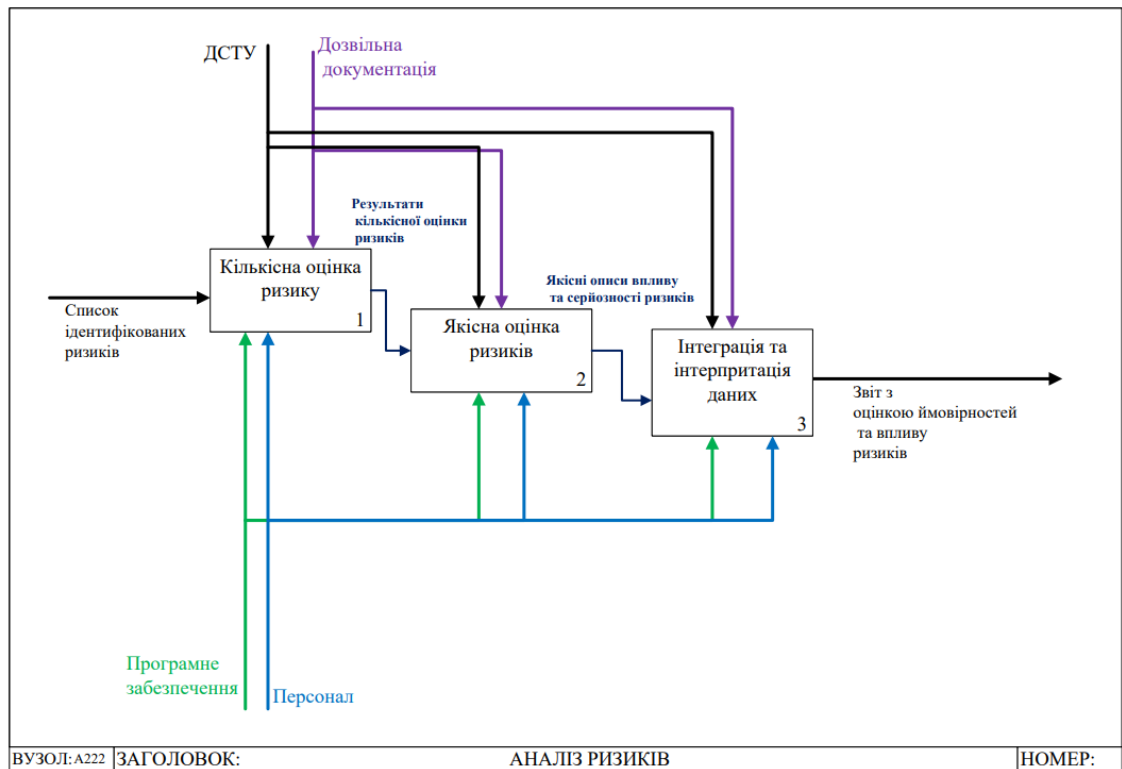 ДСТУ
Дозвільна
документація
Результати
кількісної оцінки
ризиків
Кількісна оцінка
ризику
1
Список
ідентифікованих
ризиків
Якісні описи впливу
та серйозності ризиків
Якісна оцінка
ризиків
2
Інтеграція та
інтерпритація
даних
3
Звіт з
оцінкою ймовірностей
та впливу
ризиків
Програмне
забезпечення
Персонал
ВУЗОЛ: А222 ЗАГОЛОВОК: АНАЛІЗ РИЗИКІВ НОМЕР: